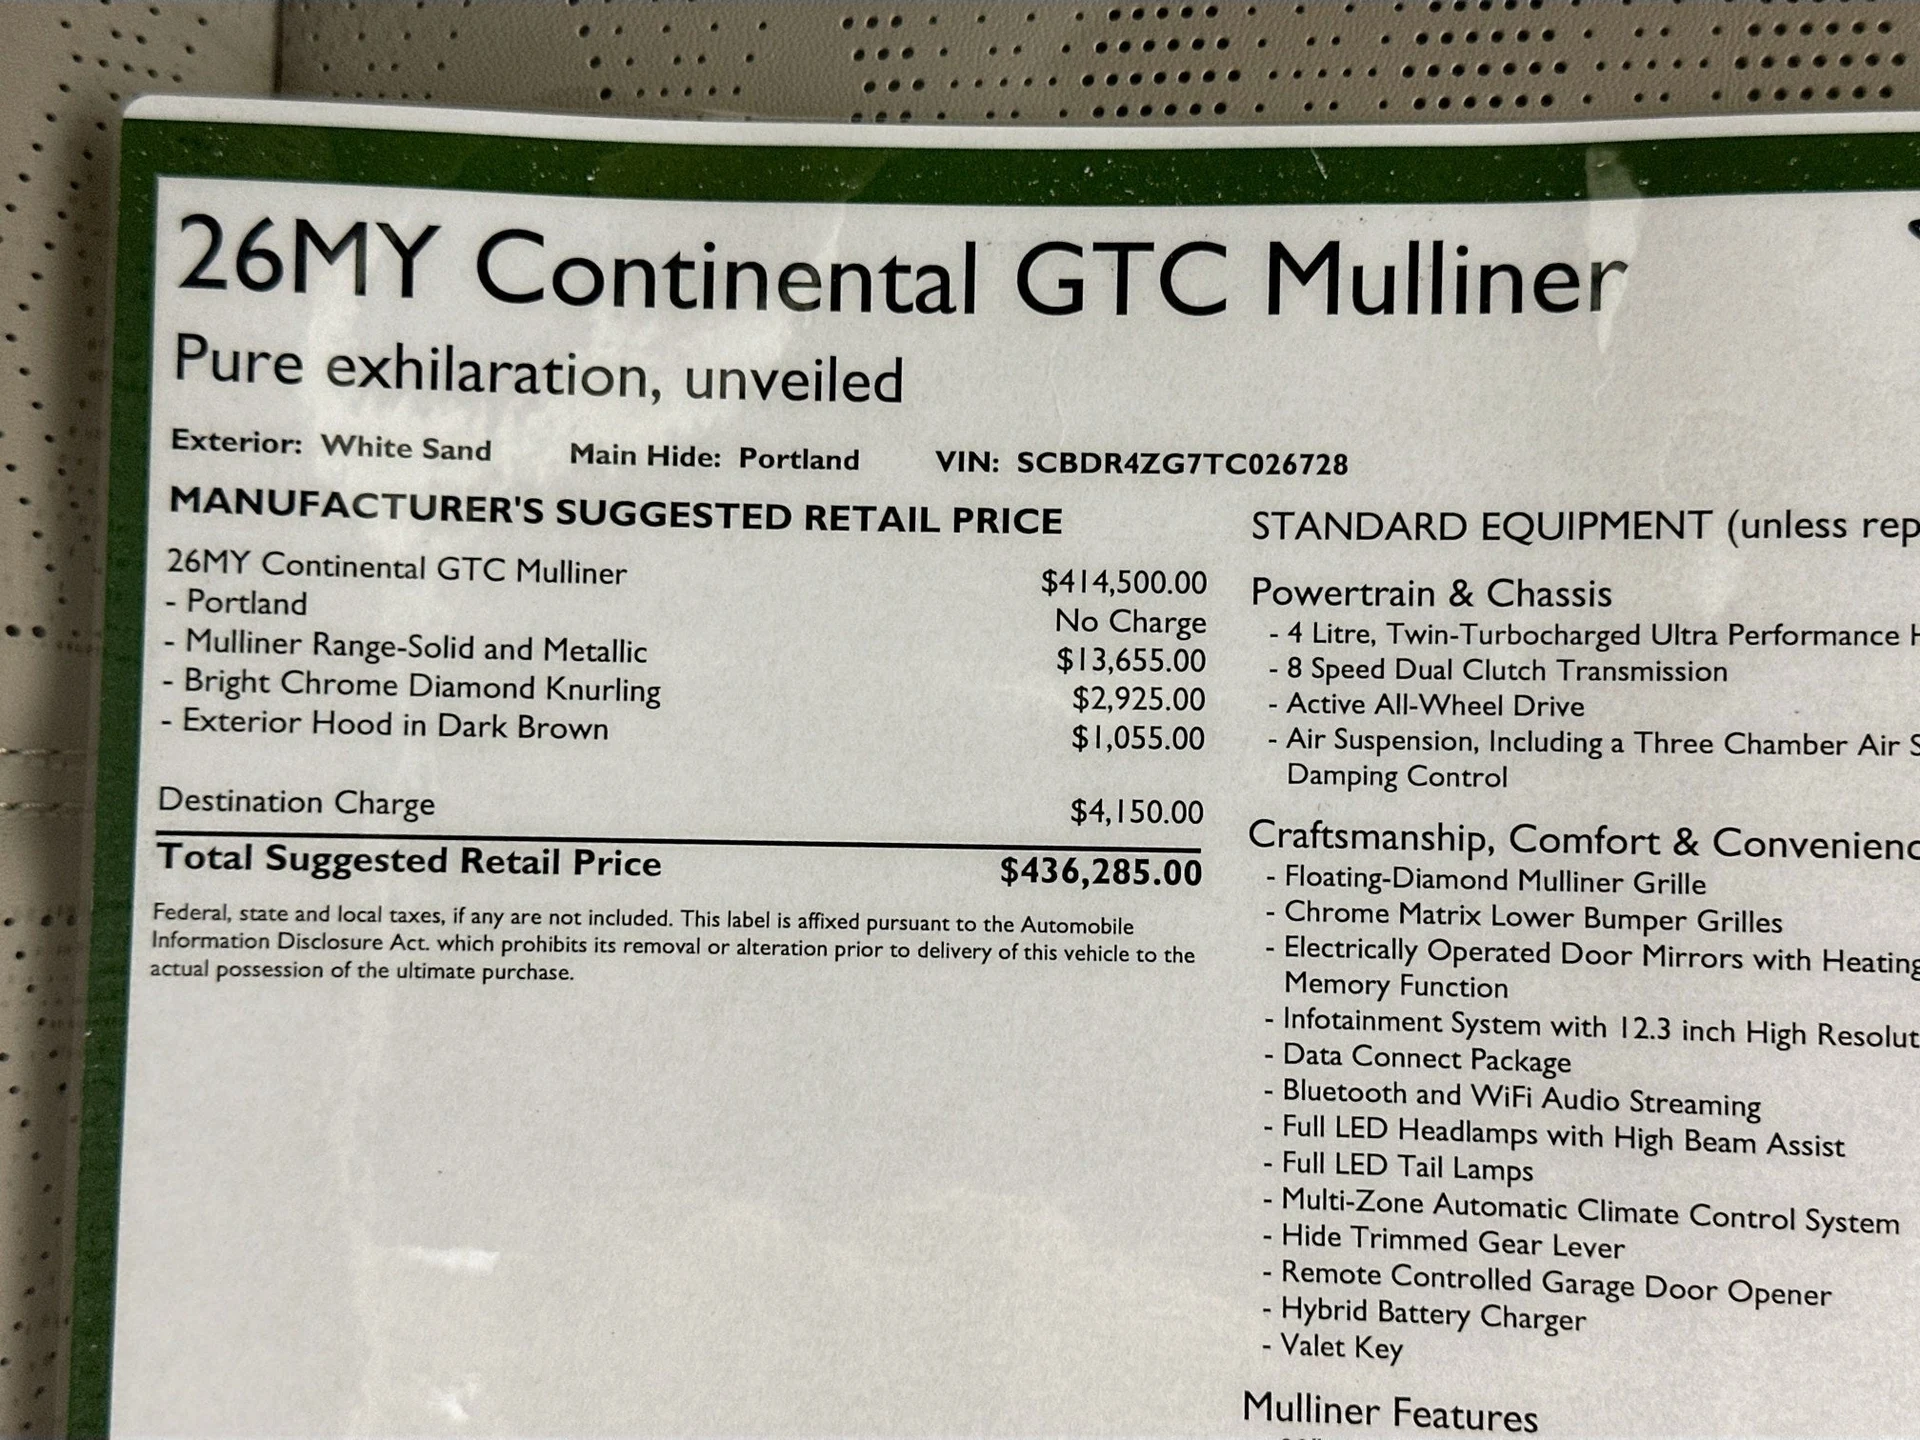 26MY Continental GTC Mulliner
Pure exhilaration, unveiled
Exterior: White Sand Main Hide: Portland VIN: SCBDR4ZG7TC026728
MANUFACTURER'S SUGGESTED RETAIL PRICE
26MY Continental GTC Mulliner $414,500.00
- Portland No Charge
- Mulliner Range-Solid and Metallic $13,655.00
- Bright Chrome Diamond Knurling $2,925.00
- Exterior Hood in Dark Brown $1,055.00
Destination Charge $4,150.00
Total Suggested Retail Price $436,285.00
Federal, state and local taxes, if any are not included. This label is affixed pursuant to the Automobile
Information Disclosure Act. which prohibits its removal or alteration prior to delivery of this vehicle to the
actual possession of the ultimate purchase.
STANDARD EQUIPMENT (unless rep
Powertrain & Chassis
- 4 Litre, Twin-Turbocharged Ultra Performance H
- 8 Speed Dual Clutch Transmission
- Active All-Wheel Drive
- Air Suspension, Including a Three Chamber Air S
Damping Control
Craftsmanship, Comfort & Convenienc
- Floating-Diamond Mulliner Grille
- Chrome Matrix Lower Bumper Grilles
- Electrically Operated Door Mirrors with Heating
Memory Function
- Infotainment System with 12.3 inch High Resolut
- Data Connect Package
- Bluetooth and WiFi Audio Streaming
- Full LED Headlamps with High Beam Assist
- Full LED Tail Lamps
- Multi-Zone Automatic Climate Control System
- Hide Trimmed Gear Lever
- Remote Controlled Garage Door Opener
- Hybrid Battery Charger
- Valet Key
Mulliner Features